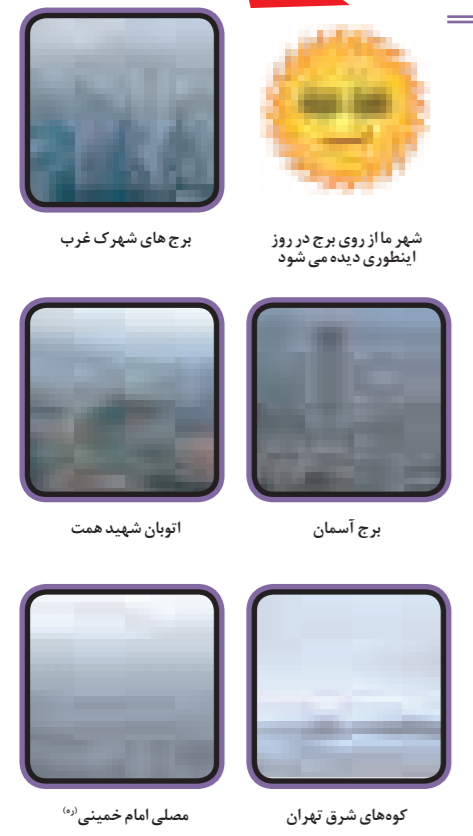 شهر ما از روی برج در روز
اینطوری دیده می شود
برج های شهرک غرب
برج آسمان
اتوبان شهید همت
کوه‌های شرق تهران
مصلی امام خمینی(ره)